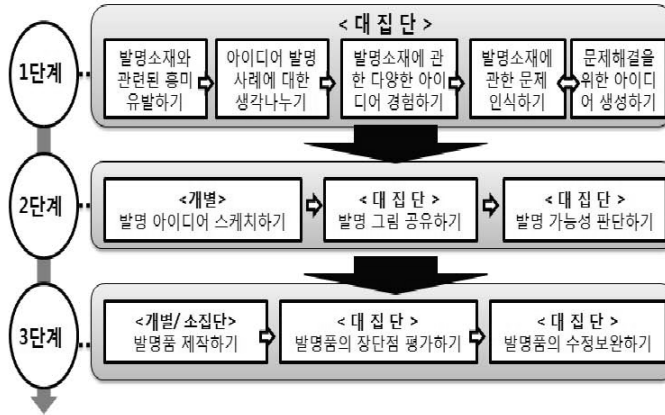 < 대 집 단 >
1단계
발명소재와
관련된 흥미
유발하기
아이디어 발명
사례에 대한
생각나누기
발명소재에 관
한 다양한 아이
디어 경험하기
발명소재에
관한 문제
인식하기
문제해결을
위한 아이디
어 생성하기
2단계
<개별>
발명 아이디어 스케치하기
< 대 집 단 >
발명 그림 공유하기
< 대 집 단 >
발명 가능성 판단하기
3단계
<개별/소집단>
발명품 제작하기
< 대 집 단 >
발명품의 장단점 평가하기
< 대 집 단 >
발명품의 수정보완하기